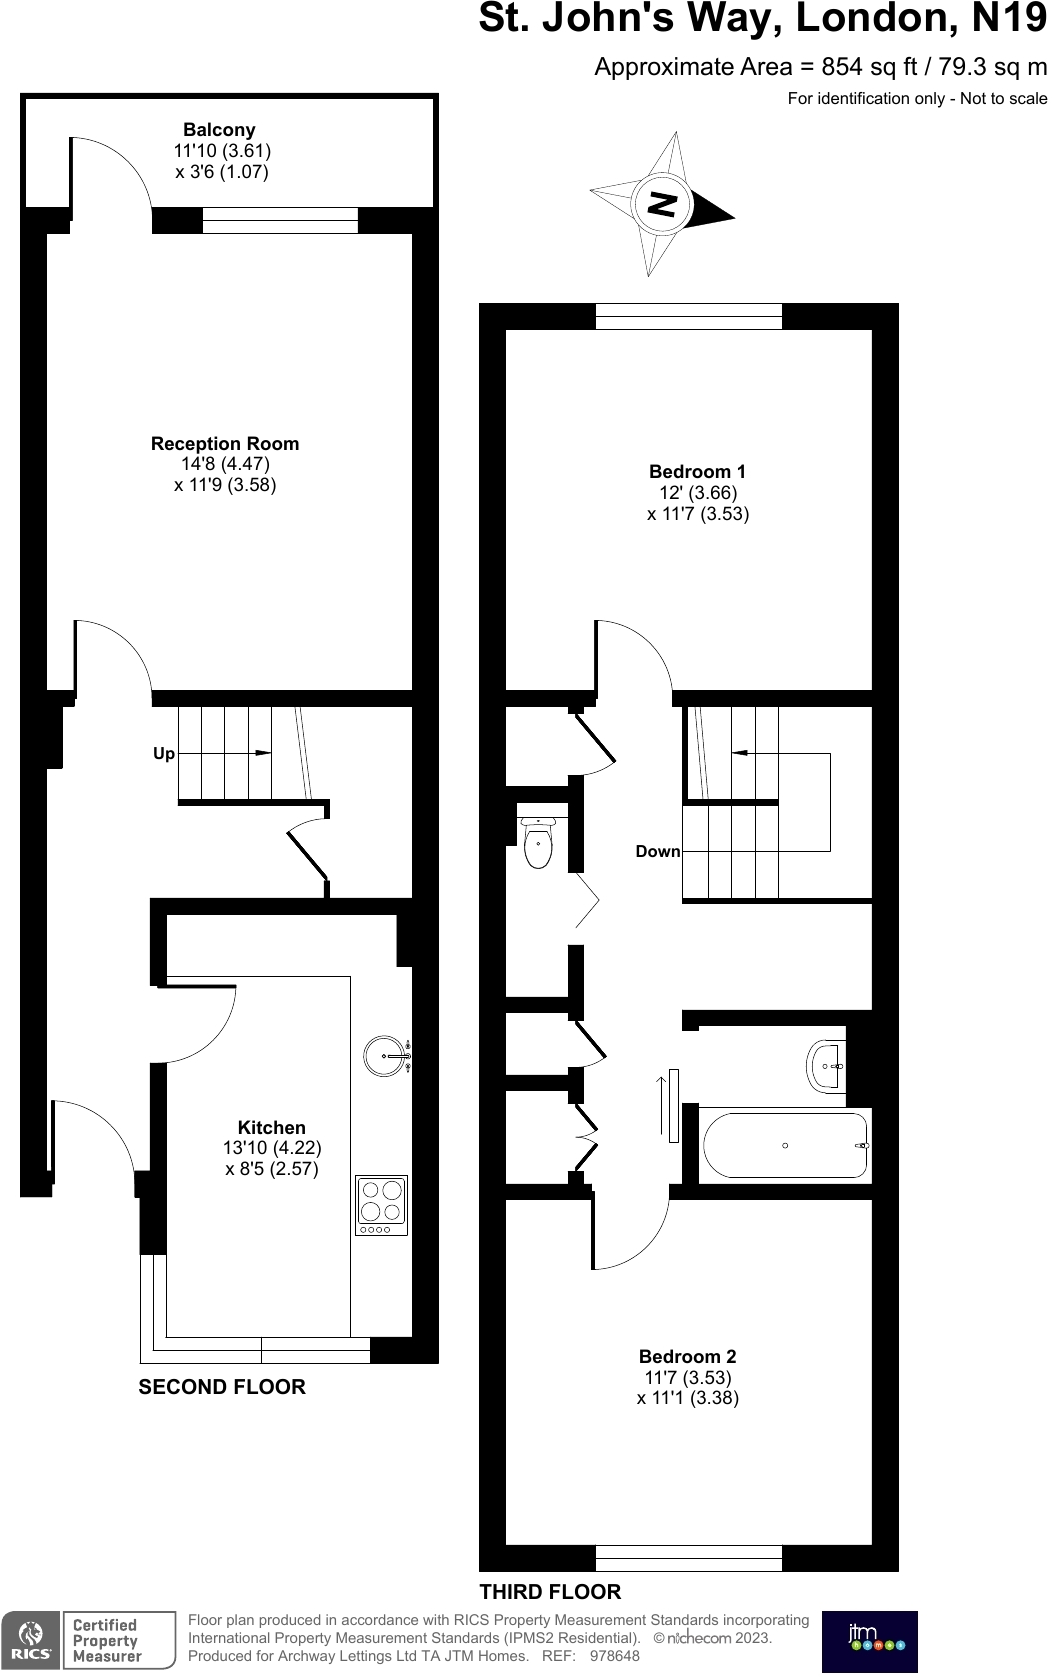 St. John's Way, London, N19
Approximate Area = 854 sq ft / 79.3 sq m
For identification only - Not to scale
Balcony
11'10 (3.61)
x 3'6 (1.07)
N
Reception Room
14'8 (4.47)
x 11'9 (3.58)
Bedroom 1
12' (3.66)
x 11'7 (3.53)
Up
Down
Kitchen
13'10 (4.22)
x 8'5 (2.57)
Bedroom 2
11'7 (3.53)
x 11'1 (3.38)
SECOND FLOOR
THIRD FLOOR
RICS
Certified
Property
Measurer
Floor plan produced in accordance with RICS Property Measurement Standards incorporating
International Property Measurement Standards (IPMS2 Residential). © nichecom 2023.
Produced for Archway Lettings Ltd TA JTM Homes. REF: 978648
jtm
homes